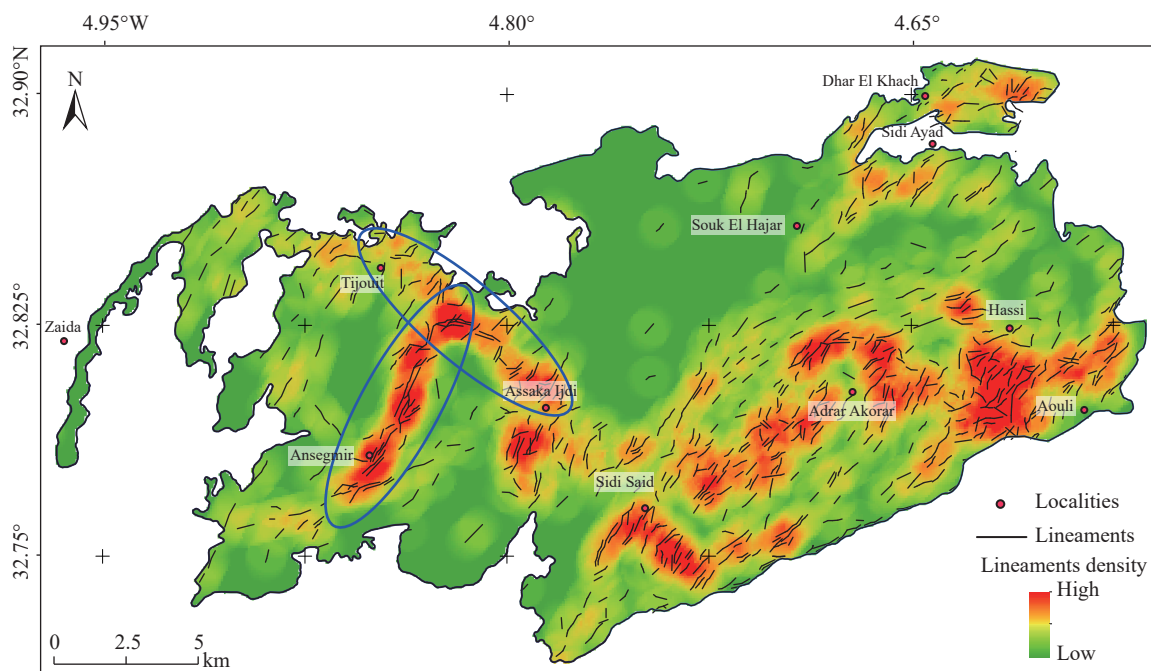 4.95°W
4.80°
4.65°
32.90°N
N
Dhar El Khach
Sidi Ayad
Souk El Hajar
Tijouit
32.825°
Zaida
Hassi
Assaka Ijdi
Adrar Akorar
Aouli
Ansegmir
Sidi Said
Localities
Lineaments
32.75°
Lineaments density
High
Low
0 2.5 5
km